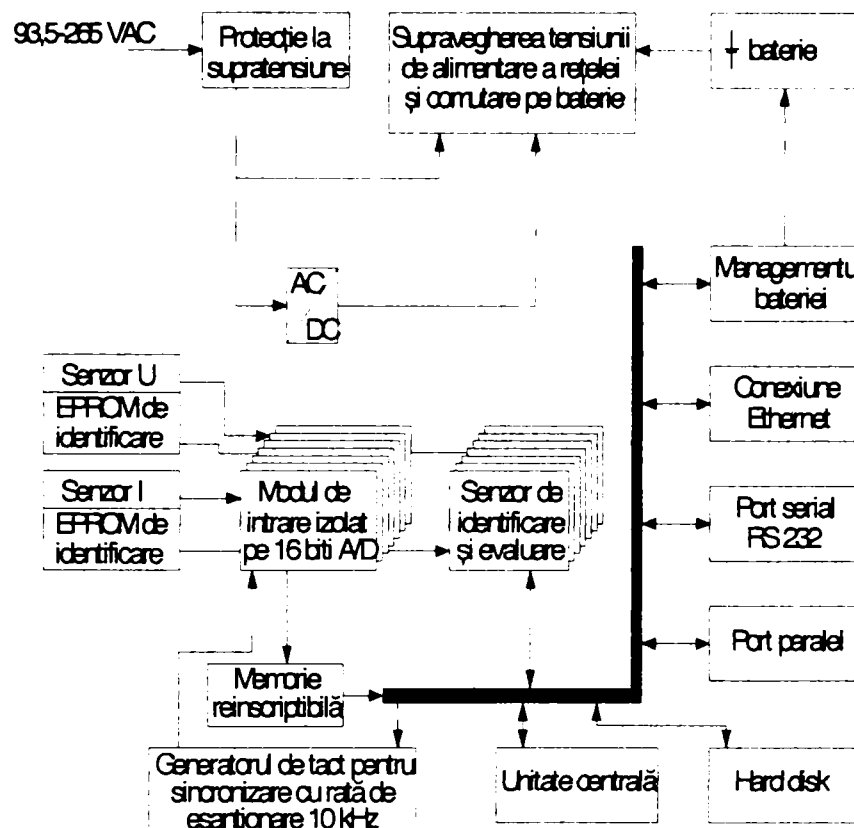 93,5-265 VAC
Protecție la
supratensiune
Supravegherea tensiunii
de alimentare a rețelei
și comutare pe baterie
baterie
AC
DC
Managementu
bateriei
Senzor U
EPROM de
identificare
Conexiune
Ethernet
Senzor I
EPROM de
identificare
Modul de
intrare izolat
pe 16 biti A/D
Senzor de
identificare
și evaluare
Port serial
RS 232
Port paralel
Memorie
reinscriptibilă
Generatorul de tact pentru
sincronizare cu rată de
esantionare 10 kHz
Unitate centrală
Hard disk